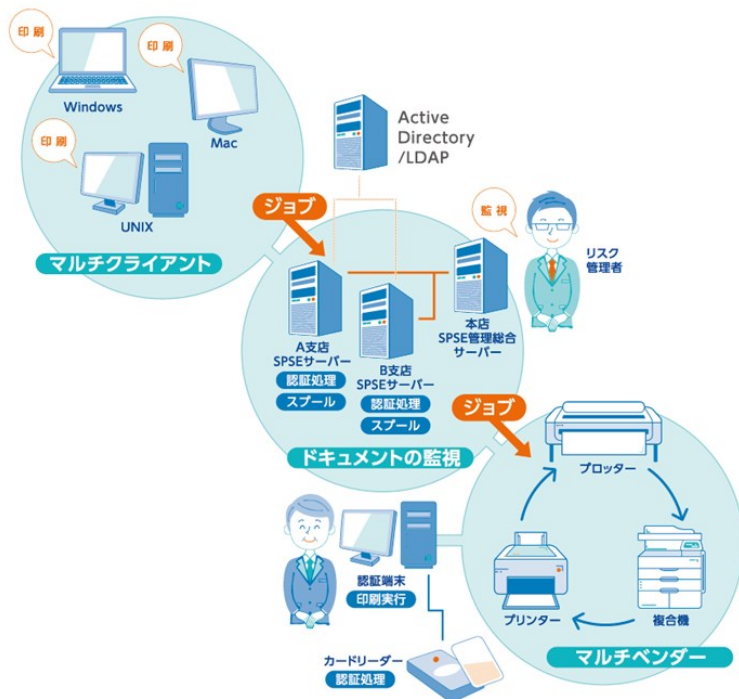 印刷
印刷
Windows
Mac
印刷
UNIX
マルチクライアント
Active
Directory
/LDAP
ジョブ
監視
リスク
管理者
A支店
SPSEサーバー
認証処理
スプール
B支店
SPSEサーバー
認証処理
スプール
本店
SPSE管理総合
サーバー
ドキュメントの監視
ジョブ
プロッター
プリンター
複合機
マルチベンダー
認証端末
印刷実行
カードリーダー
認証処理